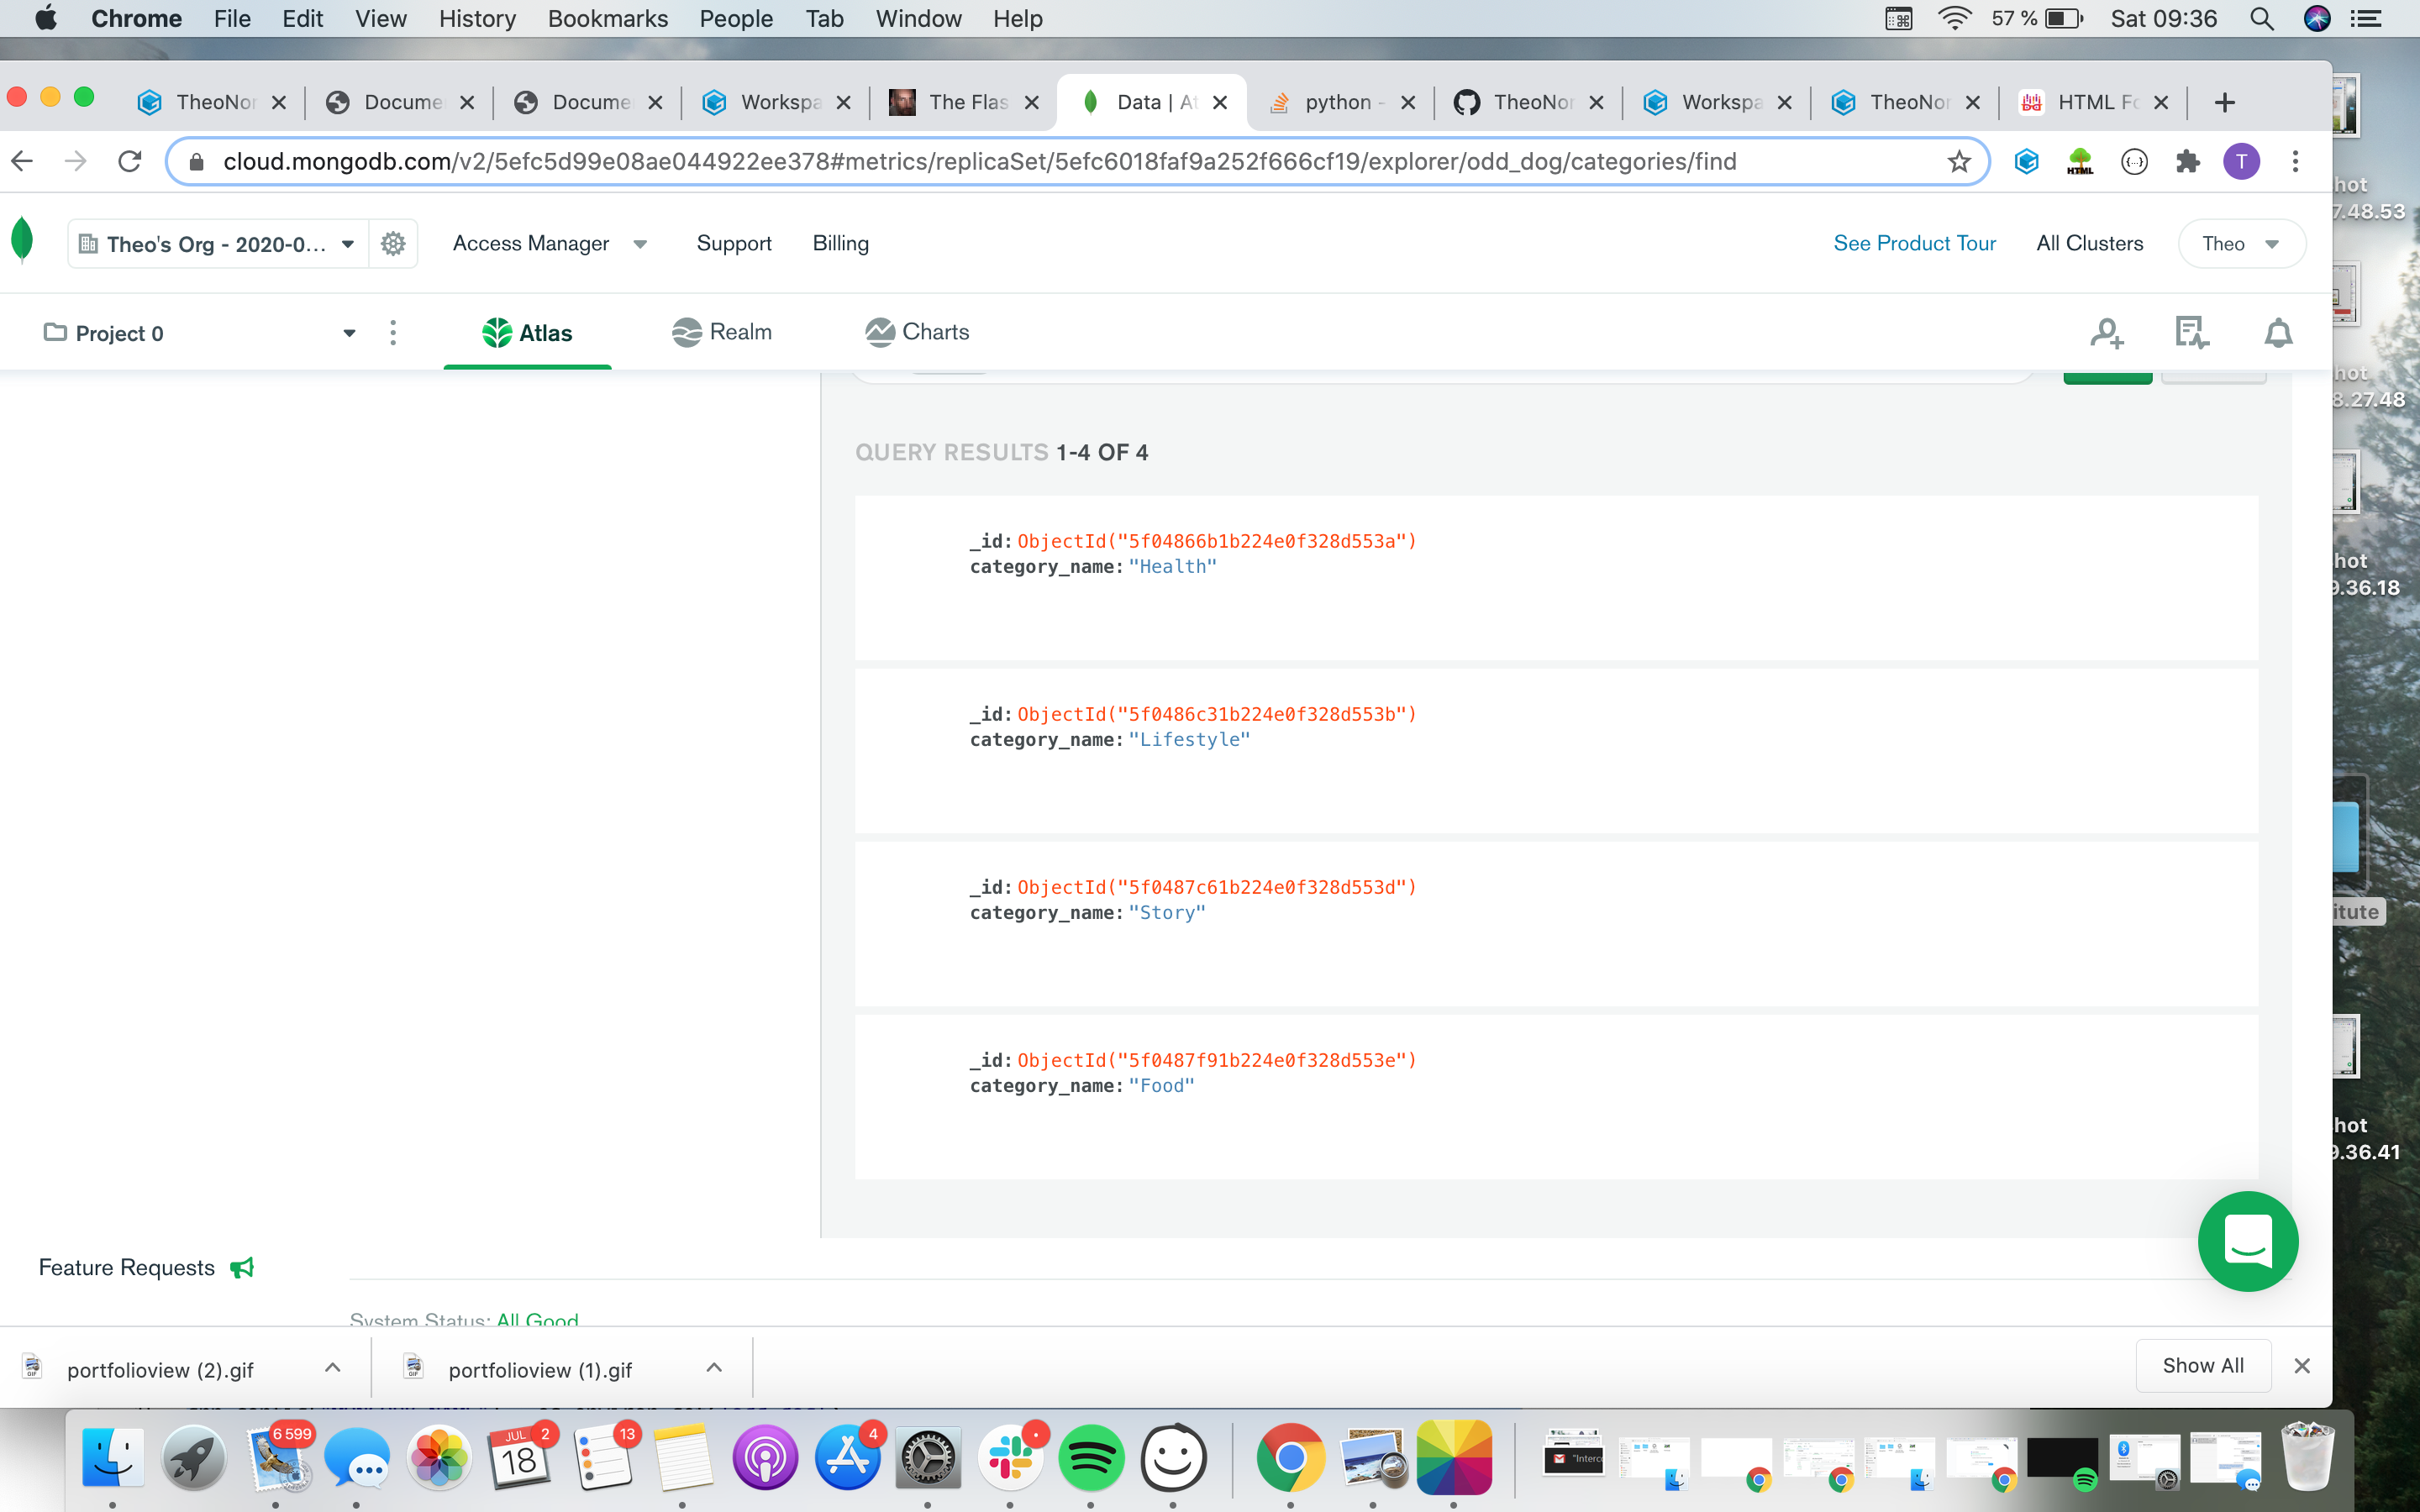 Chrome File Edit View History Bookmarks People Tab Window Help 57 % Sat 09:36
TheoNor Docume Docume Workspa The Flas Data | At python - TheoNor Workspa TheoNor HTML Fo
cloud.mongodb.com/v2/5efc5d99e08ae044922ee378#metrics/replicaSet/5efc6018faf9a252f666cf19/explorer/odd_dog/categories/find
HTML T
Theo's Org - 2020-0... Access Manager Support Billing See Product Tour All Clusters Theo
Project 0 Atlas Realm Charts
QUERY RESULTS 1-4 OF 4
_id: ObjectId("5f04866b1b224e0f328d553a")
category_name: "Health"
_id: ObjectId("5f0486c31b224e0f328d553b")
category_name: "Lifestyle"
_id: ObjectId("5f0487c61b224e0f328d553d")
category_name: "Story"
_id: ObjectId("5f0487f91b224e0f328d553e")
category_name: "Food"
Feature Requests
System Status: All Good
portfolioview (2).gif portfolioview (1).gif Show All
hot
7.48.53
hot
8.27.48
hot
9.36.18
itute
hot
9.36.41
6 599 JUL 18 2 13 4